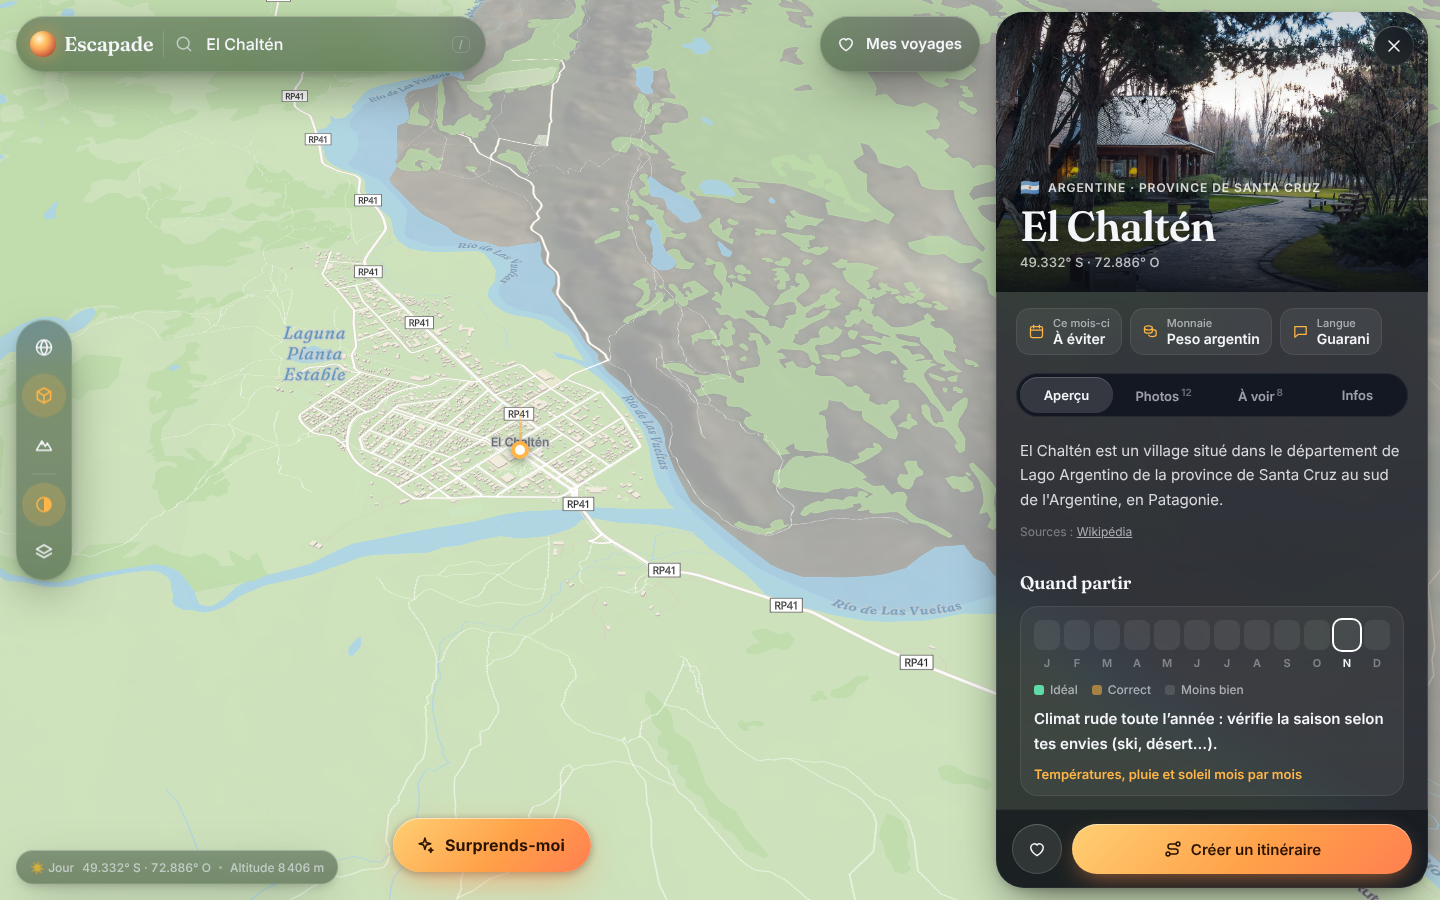 Escapade
El Chaltén
/
Mes voyages
RP41
RP41
RP41
RP41
RP41
RP41
RP41
RP41
RP41
RP41
Río de Las Vueltas
Río de Las Vueltas
Río de Las Vueltas
Río de Las Vueltas
Laguna
Planta
Estable
El Chaltén
Surprends-moi
Jour 49.332° S · 72.886° O • Altitude 8 406 m
ARGENTINE · PROVINCE DE SANTA CRUZ
El Chaltén
49.332° S · 72.886° O
Ce mois-ci
À éviter
Monnaie
Peso argentin
Langue
Guarani
Aperçu
Photos 12
À voir 8
Infos
El Chaltén est un village situé dans le département de
Lago Argentino de la province de Santa Cruz au sud
de l'Argentine, en Patagonie.
Sources : Wikipédia
Quand partir
J F M A M J J A S O N D
Idéal Correct Moins bien
Climat rude toute l’année : vérifie la saison selon
tes envies (ski, désert…).
Températures, pluie et soleil mois par mois
Créer un itinéraire